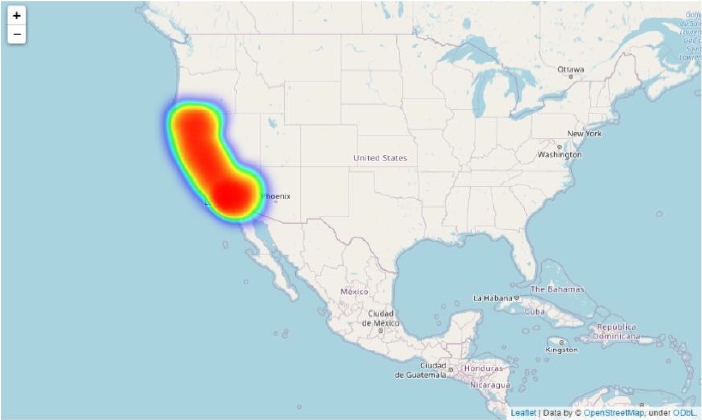 +
−
Ottawa
New York
United States
Washington
Phoenix
México
La Habana
The Bahamas
Cuba
Ciudad
de México
República
Dominicana
Kingston
Ciudad
de Guatemala
Honduras
Nicaragua
Leaflet | Data by © OpenStreetMap, under ODbL.